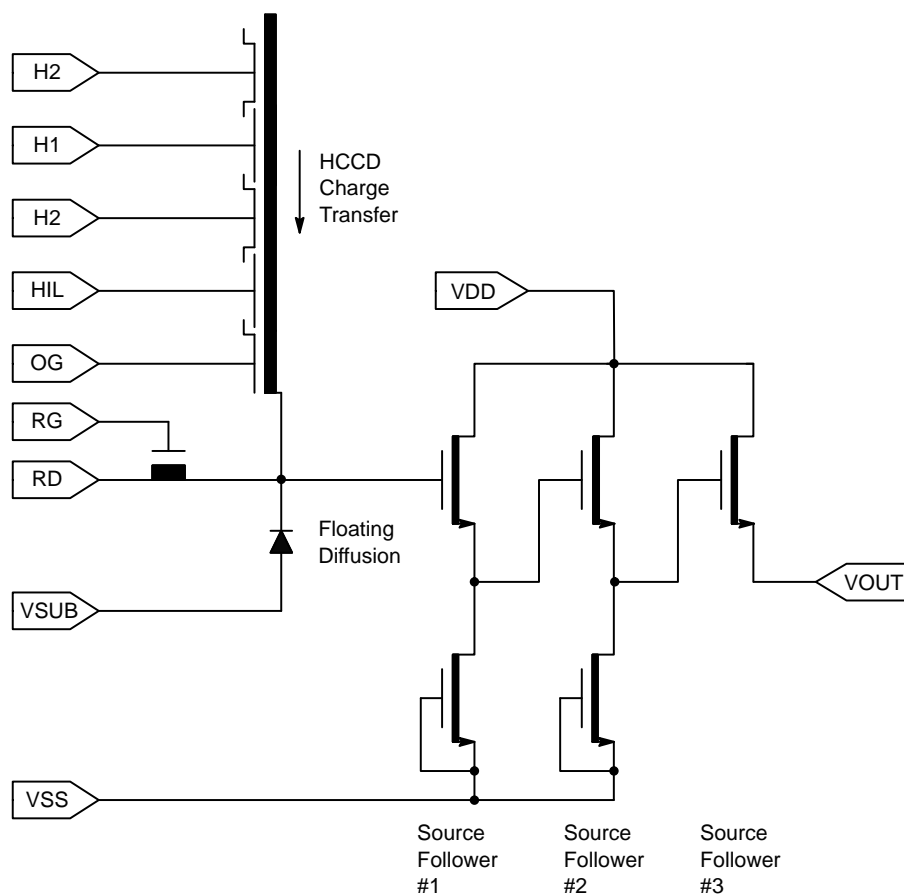 H2
H1
HCCD
Charge
Transfer
H2
HIL
VDD
OG
RG
RD
Floating
Diffusion
VSUB
VOUT
VSS
Source
Follower
#1
Source
Follower
#2
Source
Follower
#3